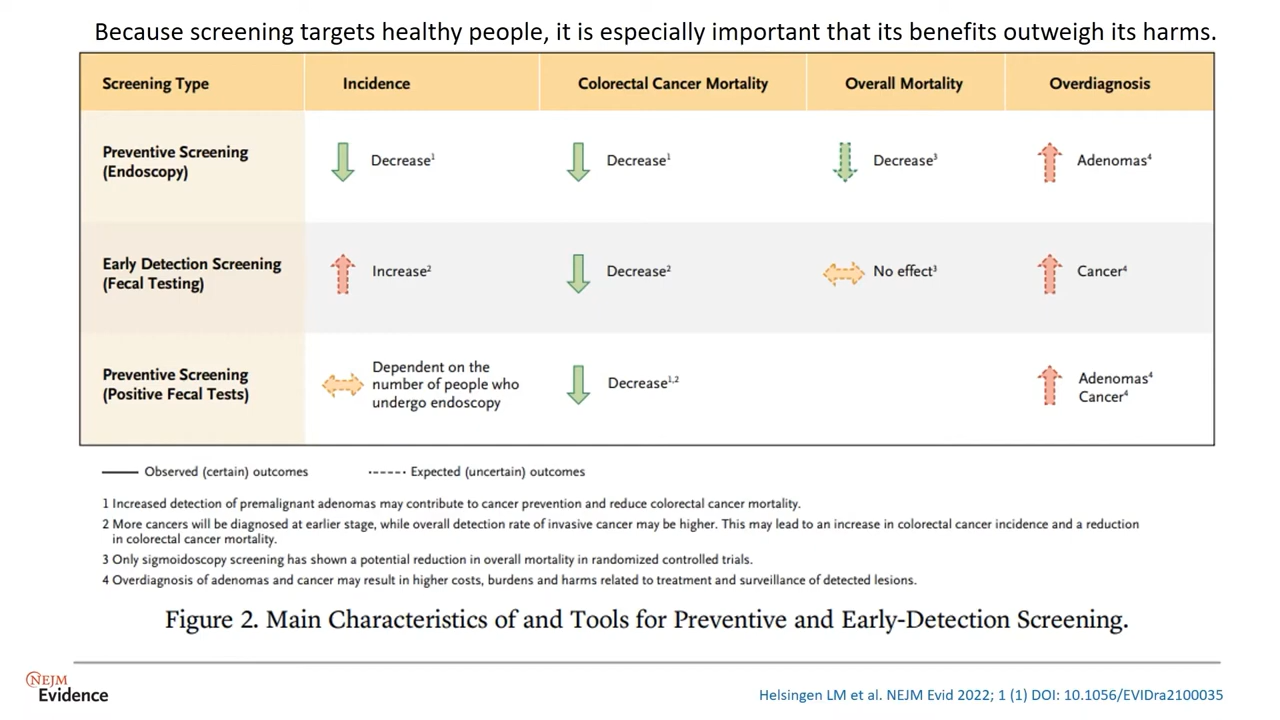 Because screening targets healthy people, it is especially important that its benefits outweigh its harms.
Screening Type
Incidence
Colorectal Cancer Mortality
Overall Mortality
Overdiagnosis
Preventive Screening
(Endoscopy)
Decrease¹
Decrease¹
Decrease³
Adenomas⁴
Early Detection Screening
(Fecal Testing)
Increase²
Decrease²
No effect³
Cancer⁴
Preventive Screening
(Positive Fecal Tests)
Dependent on the
number of people who
undergo endoscopy
Decrease¹,²
Adenomas⁴
Cancer⁴
Observed (certain) outcomes
Expected (uncertain) outcomes
1 Increased detection of premalignant adenomas may contribute to cancer prevention and reduce colorectal cancer mortality.
2 More cancers will be diagnosed at earlier stage, while overall detection rate of invasive cancer may be higher. This may lead to an increase in colorectal cancer incidence and a reduction
in colorectal cancer mortality.
3 Only sigmoidoscopy screening has shown a potential reduction in overall mortality in randomized controlled trials.
4 Overdiagnosis of adenomas and cancer may result in higher costs, burdens and harms related to treatment and surveillance of detected lesions.
Figure 2. Main Characteristics of and Tools for Preventive and Early-Detection Screening.
NEJM
Evidence
Helsingen LM et al. NEJM Evid 2022; 1 (1) DOI: 10.1056/EVIDra2100035